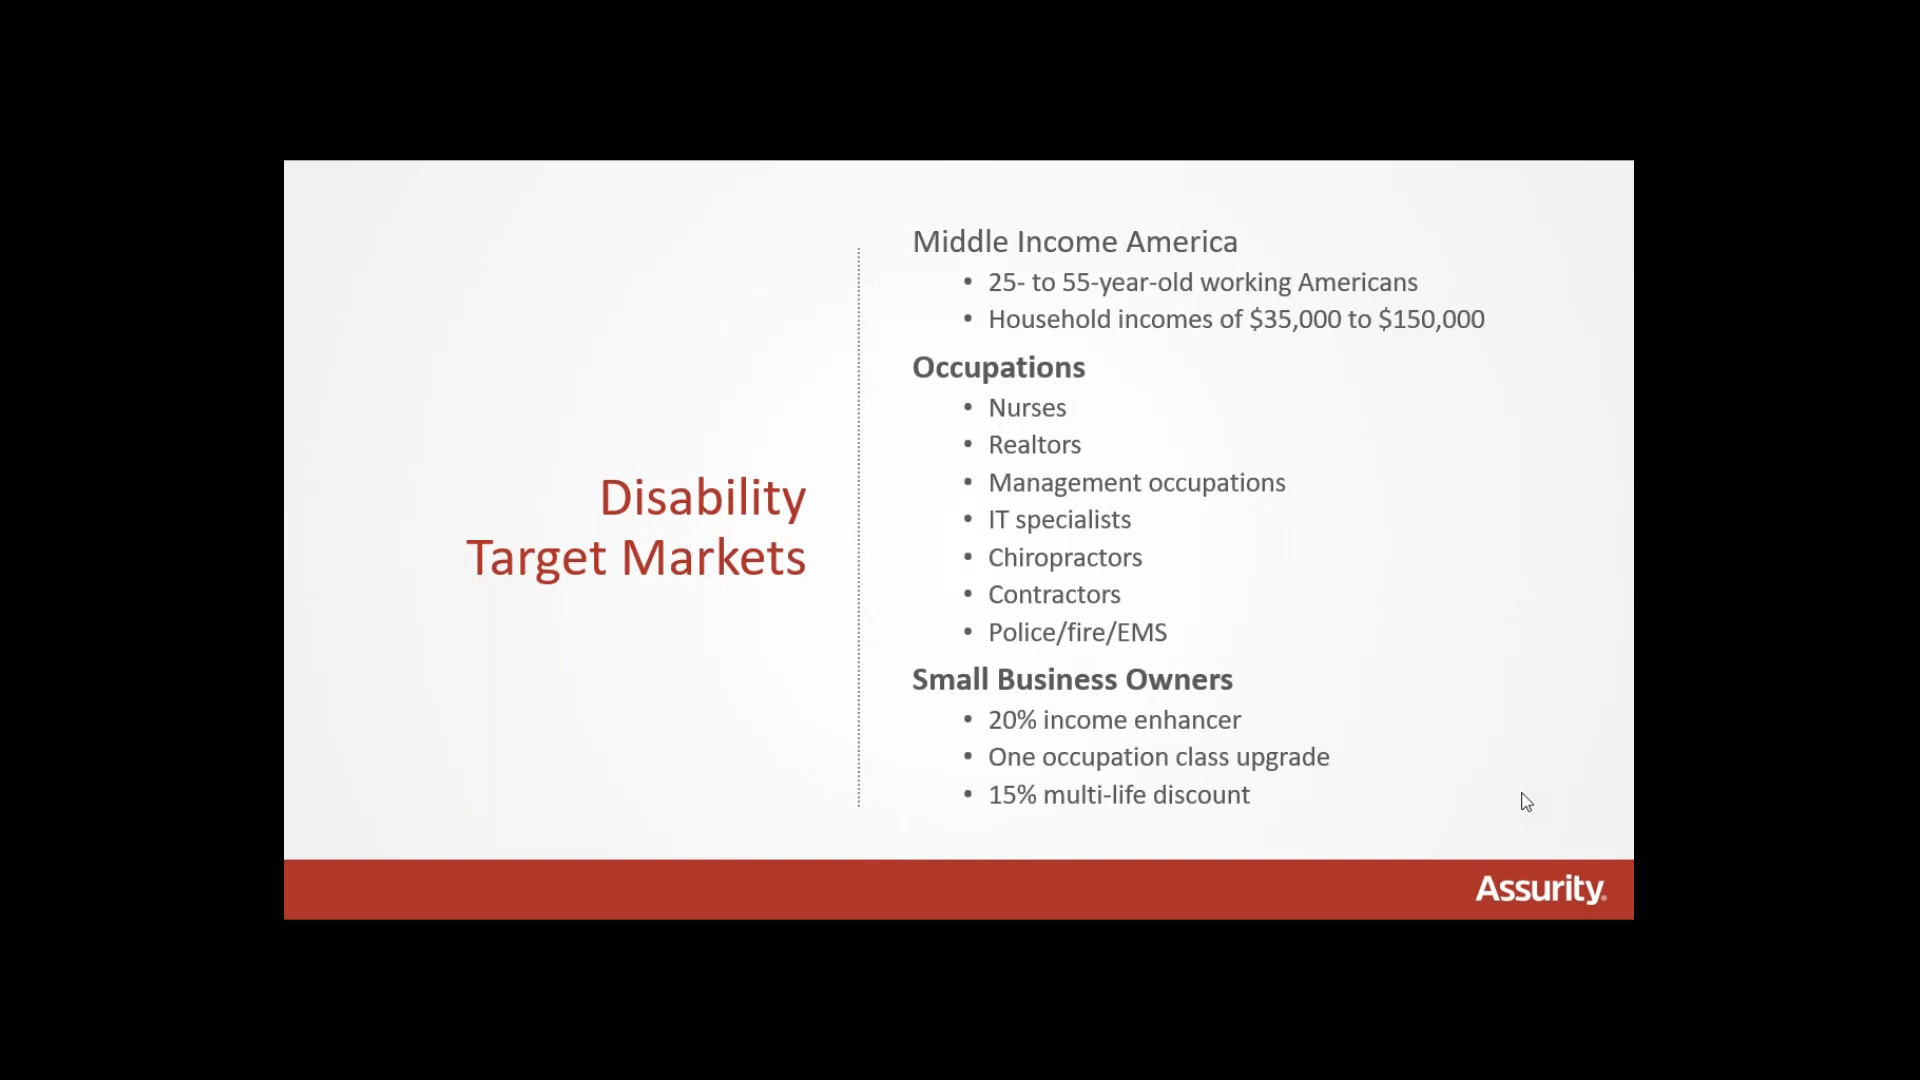 Disability
Target Markets
Middle Income America
• 25- to 55-year-old working Americans
• Household incomes of $35,000 to $150,000
Occupations
• Nurses
• Realtors
• Management occupations
• IT specialists
• Chiropractors
• Contractors
• Police/fire/EMS
Small Business Owners
• 20% income enhancer
• One occupation class upgrade
• 15% multi-life discount
Assurity®